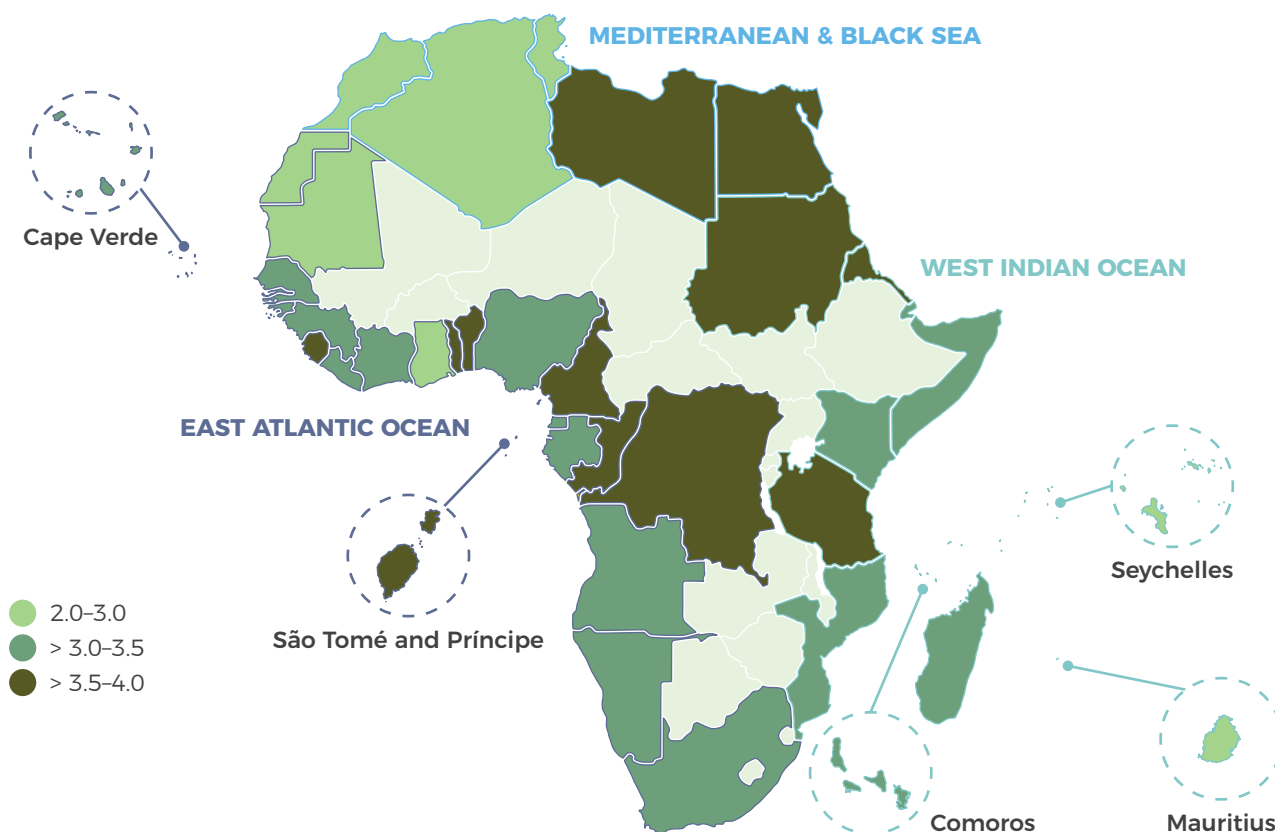 MEDITERRANEAN & BLACK SEA
Cape Verde
WEST INDIAN OCEAN
EAST ATLANTIC OCEAN
Seychelles
São Tomé and Príncipe
2.0–3.0
> 3.0–3.5
> 3.5–4.0
Comoros
Mauritius